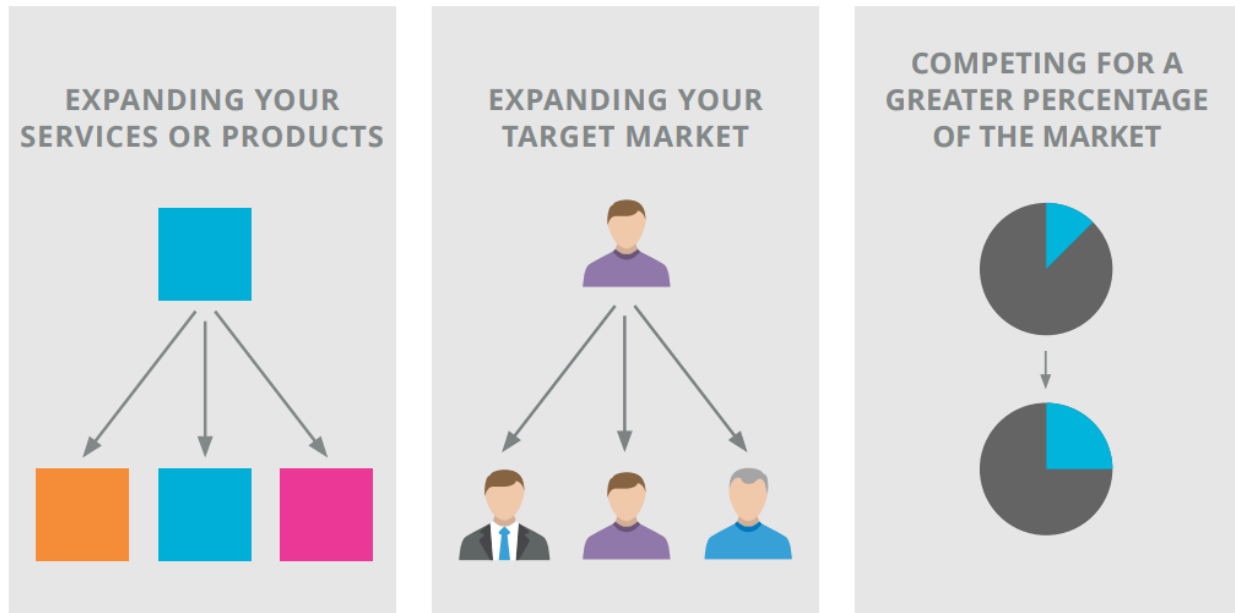 EXPANDING YOUR
SERVICES OR PRODUCTS
EXPANDING YOUR
TARGET MARKET
COMPETING FOR A
GREATER PERCENTAGE
OF THE MARKET